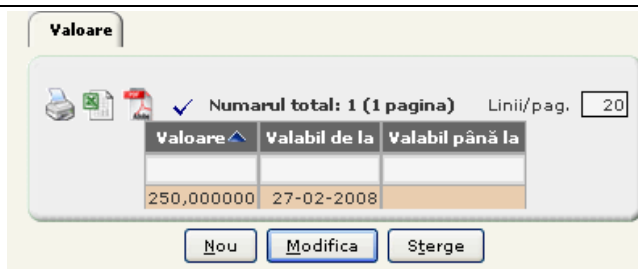 Valoare
Numarul total: 1 (1 pagina) Linii/pag. 20
Valoare Valabil de la Valabil până la
250,000000 27-02-2008
Nou Modifica Sterge